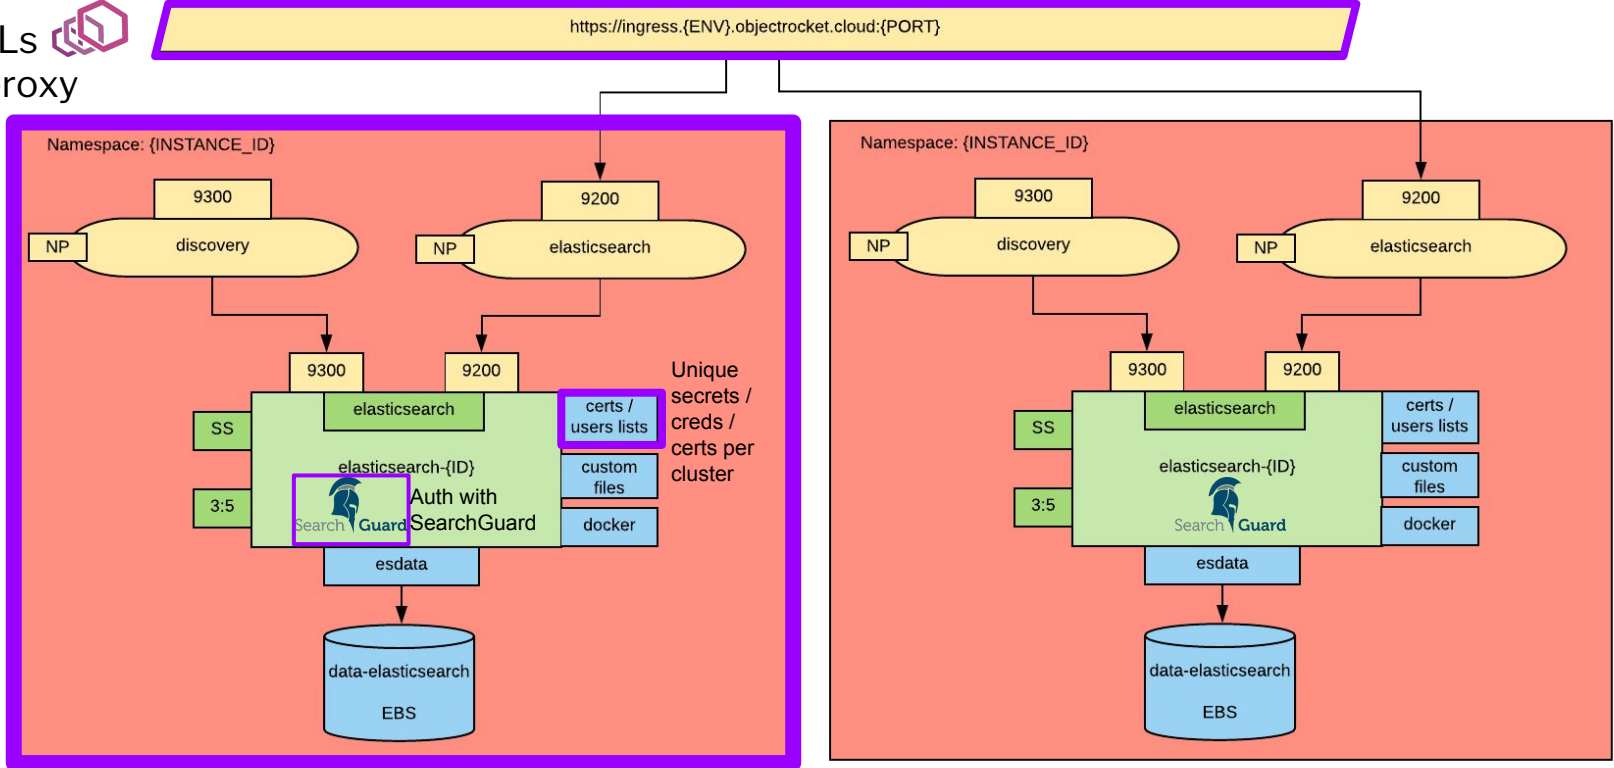 Ls
roxy
https://ingress.{ENV}.objectrocket.cloud:{PORT}
Namespace: {INSTANCE_ID}
9300
9200
NP
discovery
NP
elasticsearch
9300
9200
elasticsearch
SS
3:5
elasticsearch-{ID}
Search Guard
Auth with
SearchGuard
certs /
users lists
custom
files
docker
Unique
secrets /
creds /
certs per
cluster
esdata
data-elasticsearch
EBS
Namespace: {INSTANCE_ID}
9300
9200
NP
discovery
NP
elasticsearch
9300
9200
elasticsearch
SS
3:5
elasticsearch-{ID}
Search Guard
certs /
users lists
custom
files
docker
esdata
data-elasticsearch
EBS